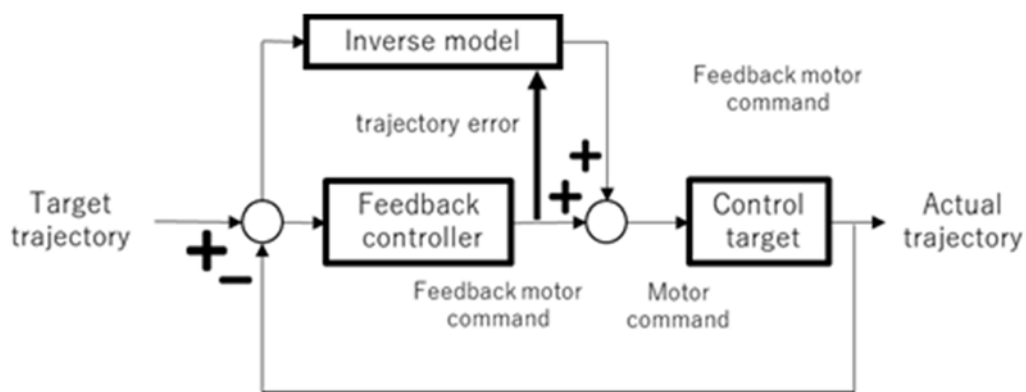 Inverse model
Feedback motor
command
trajectory error
+
+
Target
trajectory
Feedback
controller
Control
target
Actual
trajectory
+
−
Feedback motor
command
Motor
command